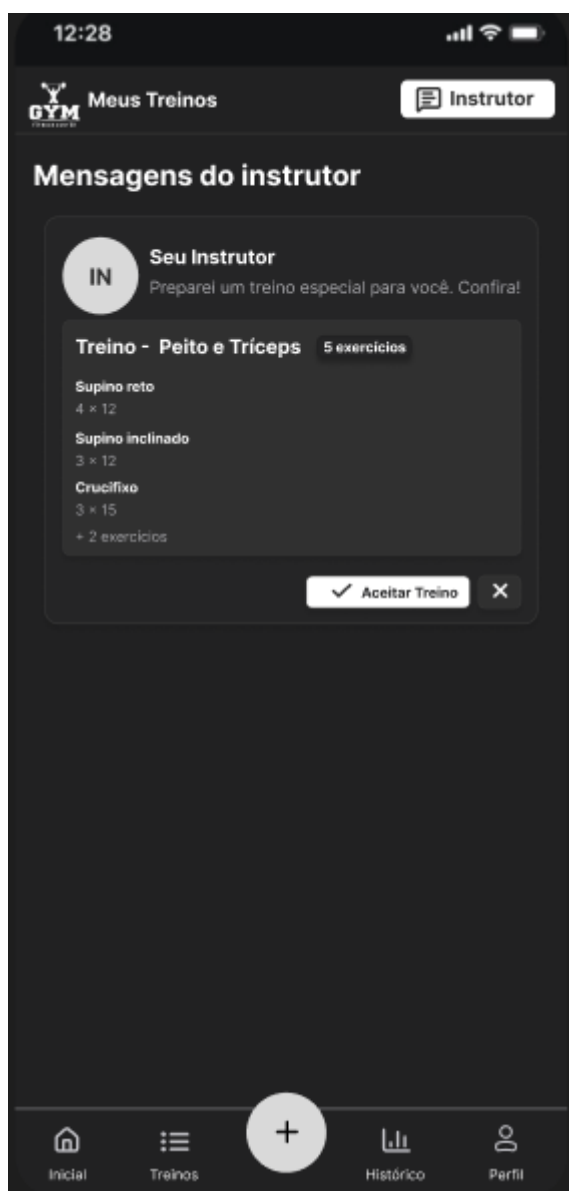 12:28
GYM
Meus Treinos
Instrutor
Mensagens do instrutor
IN
Seu Instrutor
Preparei um treino especial para você. Confira!
Treino - Peito e Tríceps
5 exercicios
Supino reto
4 × 12
Supino inclinado
3 × 12
Crucifixo
3 × 15
+ 2 exercicios
Aceitar Treino
Inicial
Treinos
Histórico
Perfil